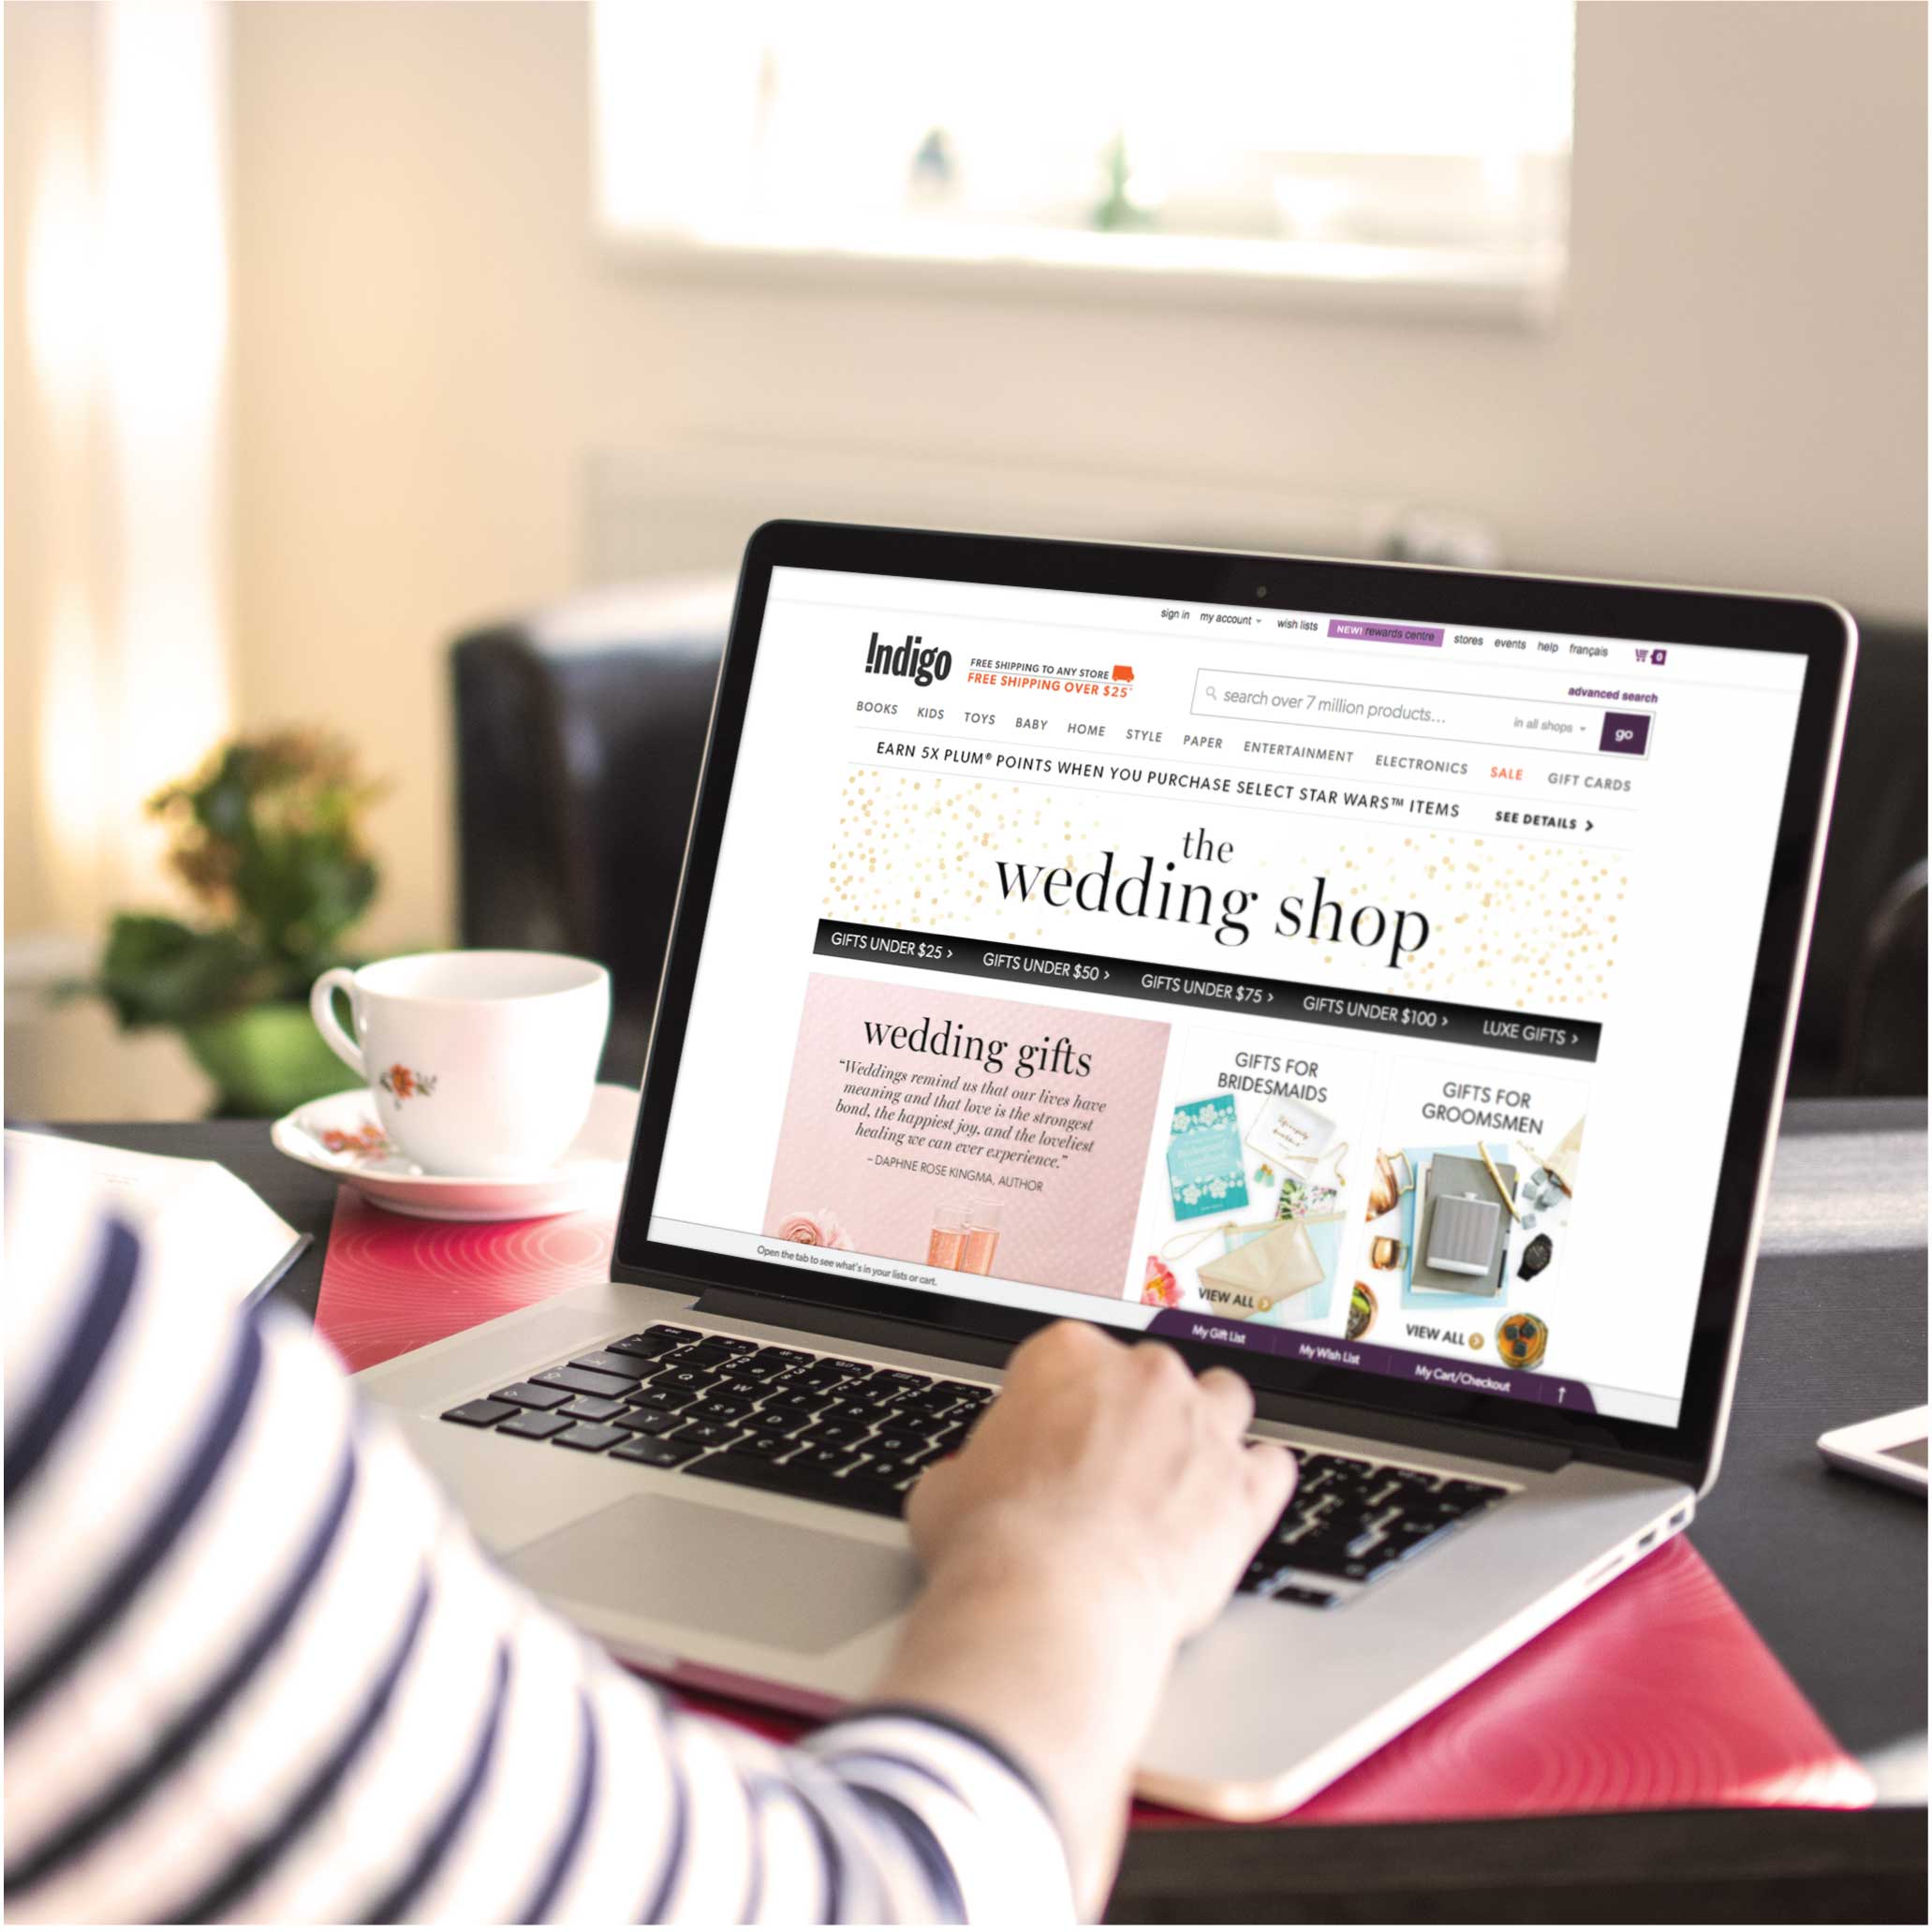 sign in my account wish lists NEW! rewards centre stores events help français 0
Indigo
FREE SHIPPING TO ANY STORE
FREE SHIPPING OVER $25*
advanced search
search over 7 million products... in all shops go
BOOKS KIDS TOYS BABY HOME STYLE PAPER ENTERTAINMENT ELECTRONICS SALE GIFT CARDS
EARN 5X PLUM® POINTS WHEN YOU PURCHASE SELECT STAR WARS™ ITEMS SEE DETAILS >
the
wedding shop
GIFTS UNDER $25 > GIFTS UNDER $50 > GIFTS UNDER $75 > GIFTS UNDER $100 > LUXE GIFTS >
wedding gifts
“Weddings remind us that our lives have
meaning and that love is the strongest
bond, the happiest joy, and the loveliest
healing we can ever experience.”
– DAPHNE ROSE KINGMA, AUTHOR
GIFTS FOR
BRIDESMAIDS
VIEW ALL
GIFTS FOR
GROOMSMEN
VIEW ALL
Open the tab to see what's in your lists or cart.
My Gift List My Wish List My Cart/Checkout